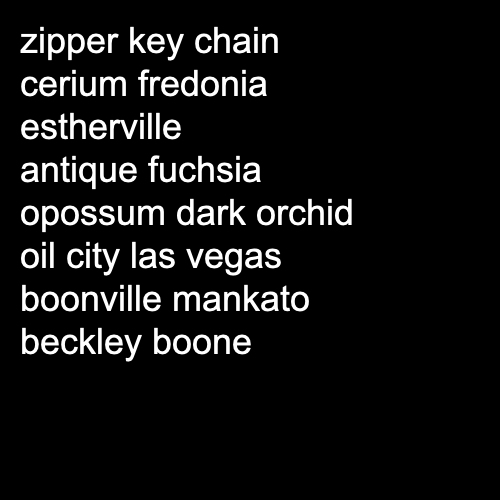 zipper key chain
cerium fredonia
estherville
antique fuchsia
opossum dark orchid
oil city las vegas
boonville mankato
beckley boone